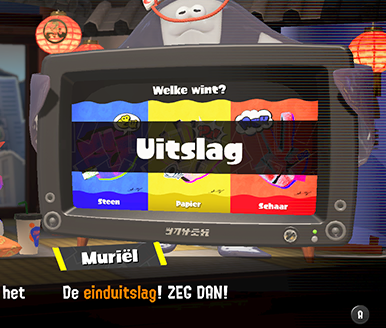 Welke wint?
Uitslag
Steen Papier Schaar
Muriël
het De einduitslag! ZEG DAN!
A